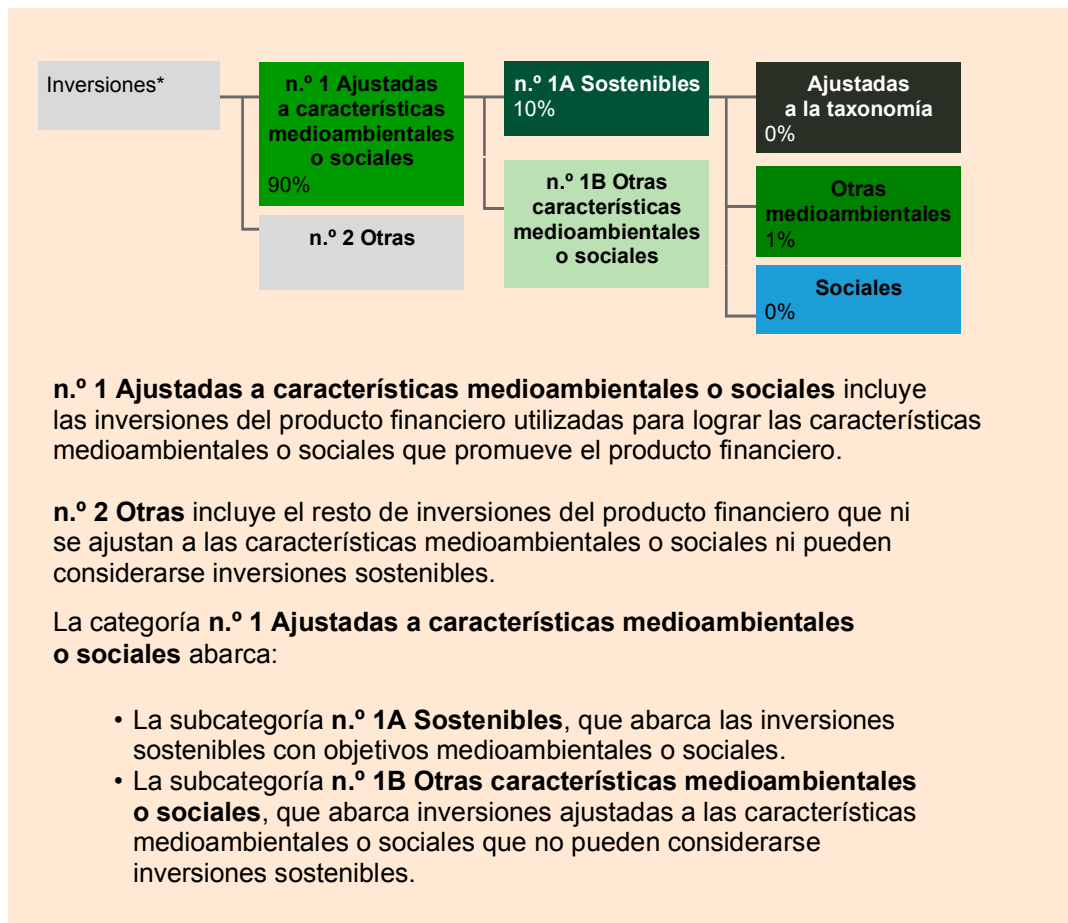 Inversiones*
n.º 1 Ajustadas
a características
medioambientales
o sociales
90%
n.º 2 Otras
n.º 1A Sostenibles
10%
n.º 1B Otras
características
medioambientales
o sociales
Ajustadas
a la taxonomía
0%
Otras
medioambientales
1%
Sociales
0%
n.º 1 Ajustadas a características medioambientales o sociales incluye
las inversiones del producto financiero utilizadas para lograr las características
medioambientales o sociales que promueve el producto financiero.
n.º 2 Otras incluye el resto de inversiones del producto financiero que ni
se ajustan a las características medioambientales o sociales ni pueden
considerarse inversiones sostenibles.
La categoría n.º 1 Ajustadas a características medioambientales
o sociales abarca:
• La subcategoría n.º 1A Sostenibles, que abarca las inversiones
sostenibles con objetivos medioambientales o sociales.
• La subcategoría n.º 1B Otras características medioambientales
o sociales, que abarca inversiones ajustadas a las características
medioambientales o sociales que no pueden considerarse
inversiones sostenibles.